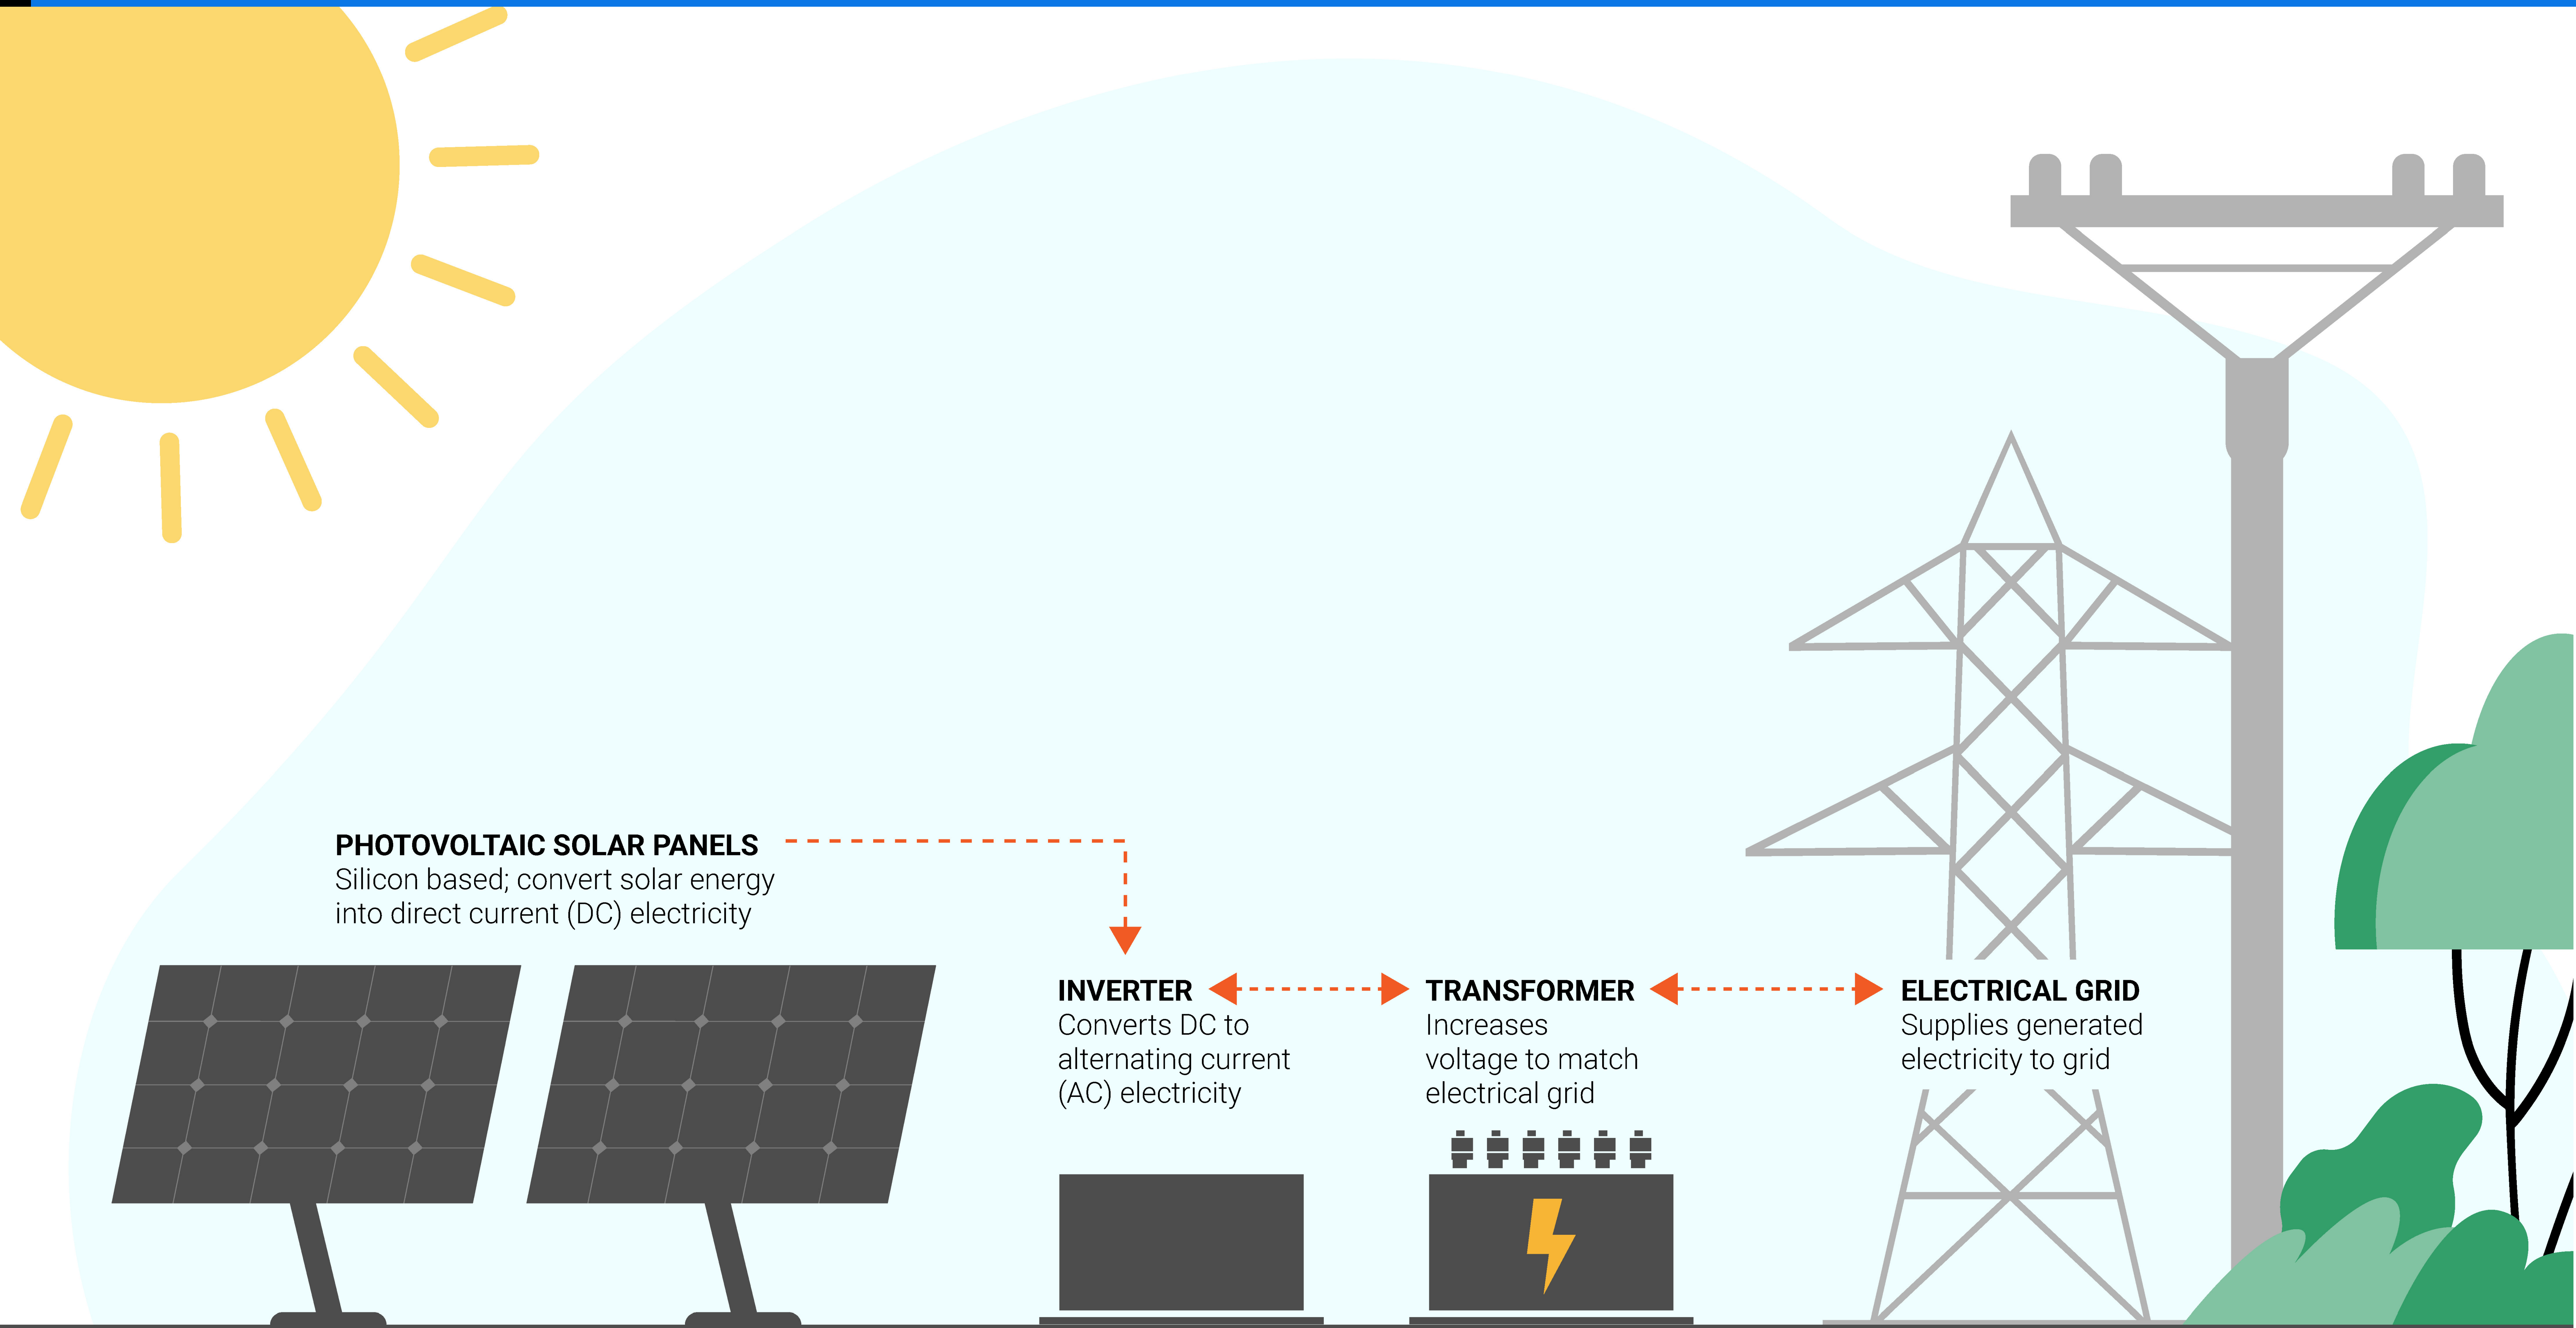 PHOTOVOLTAIC SOLAR PANELS
Silicon based; convert solar energy
into direct current (DC) electricity
INVERTER
Converts DC to
alternating current
(AC) electricity
TRANSFORMER
Increases
voltage to match
electrical grid
ELECTRICAL GRID
Supplies generated
electricity to grid